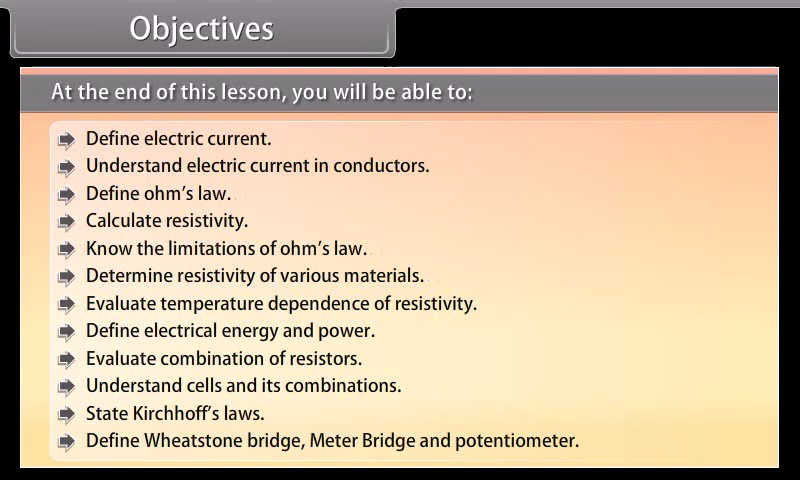 Objectives
At the end of this lesson, you will be able to:
Define electric current.
Understand electric current in conductors.
Define ohm's law.
Calculate resistivity.
Know the limitations of ohm's law.
Determine resistivity of various materials.
Evaluate temperature dependence of resistivity.
Define electrical energy and power.
Evaluate combination of resistors.
Understand cells and its combinations.
State Kirchhoff's laws.
Define Wheatstone bridge, Meter Bridge and potentiometer.